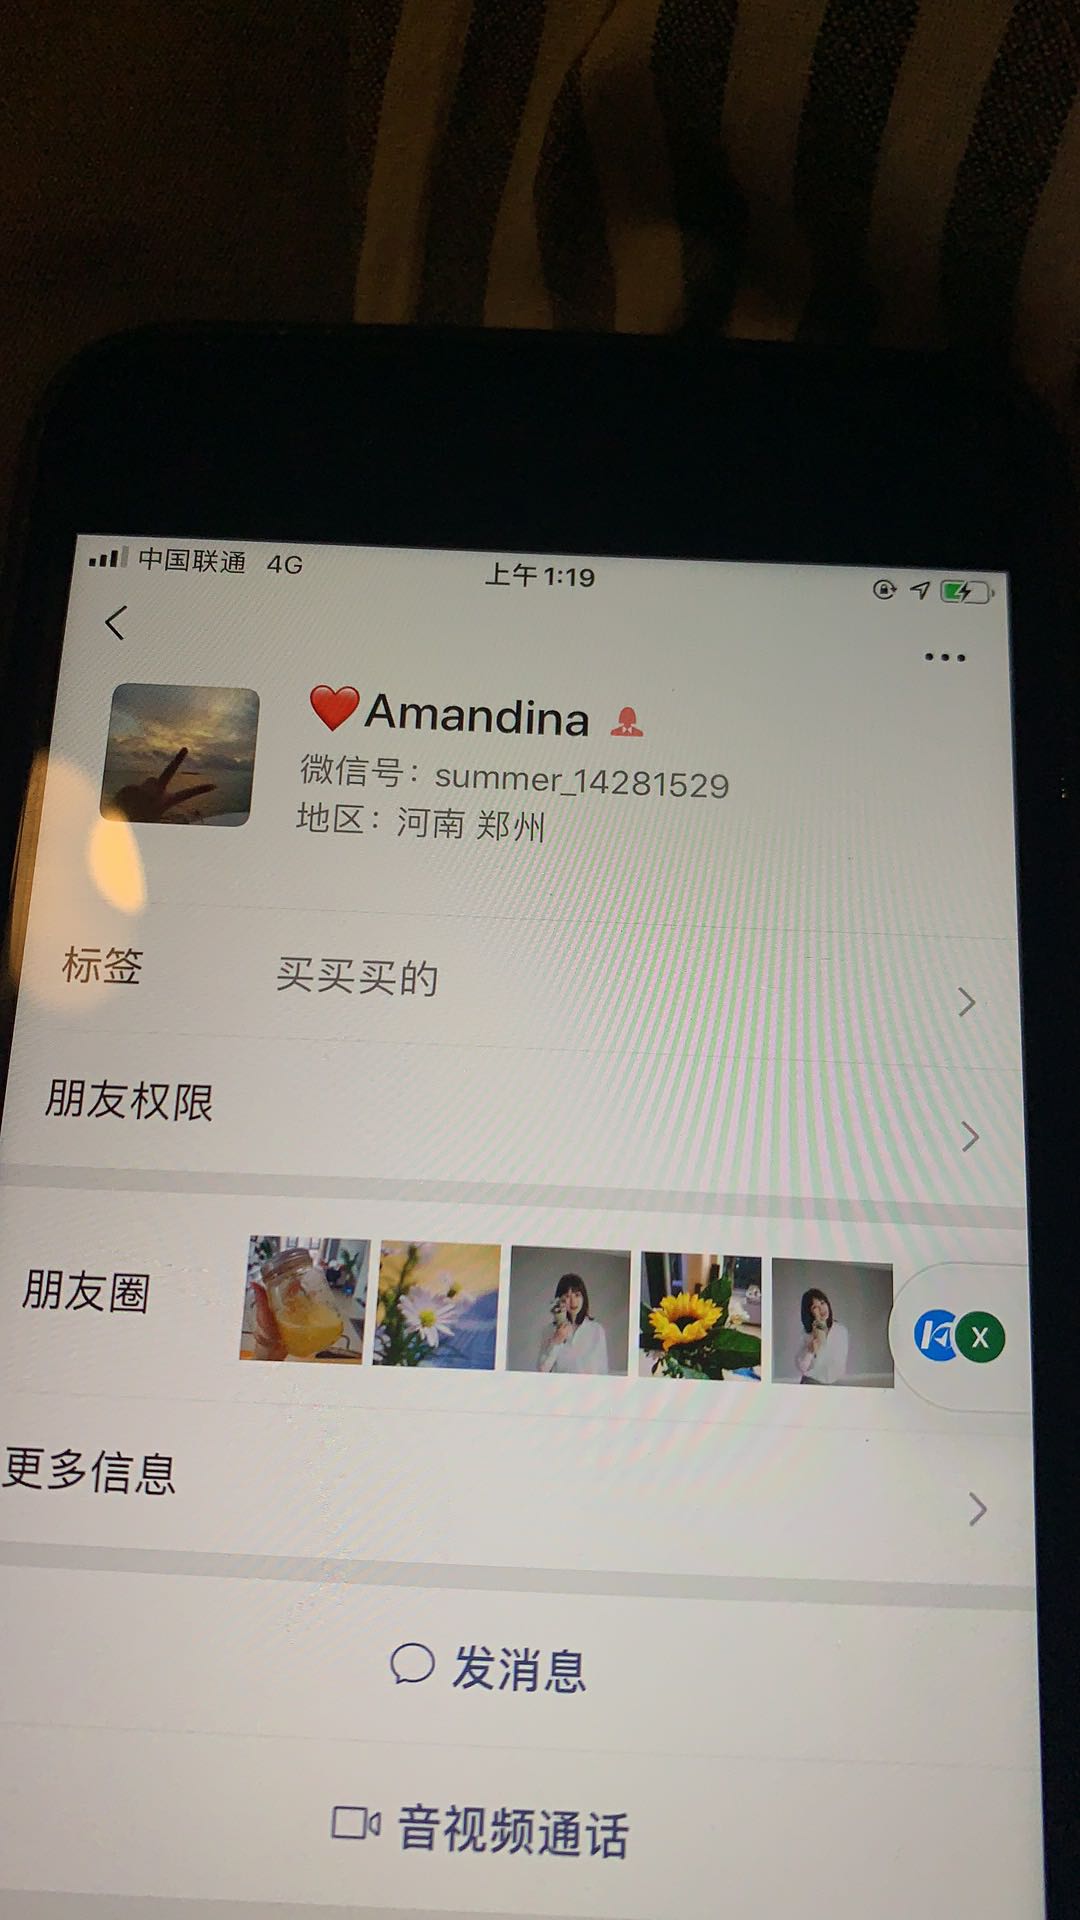 中国联通 4G 上午1:19
❤️Amandina
微信号：summer_14281529
地区：河南 郑州
标签 买买买的
朋友权限
朋友圈
X
更多信息
发消息
音视频通话